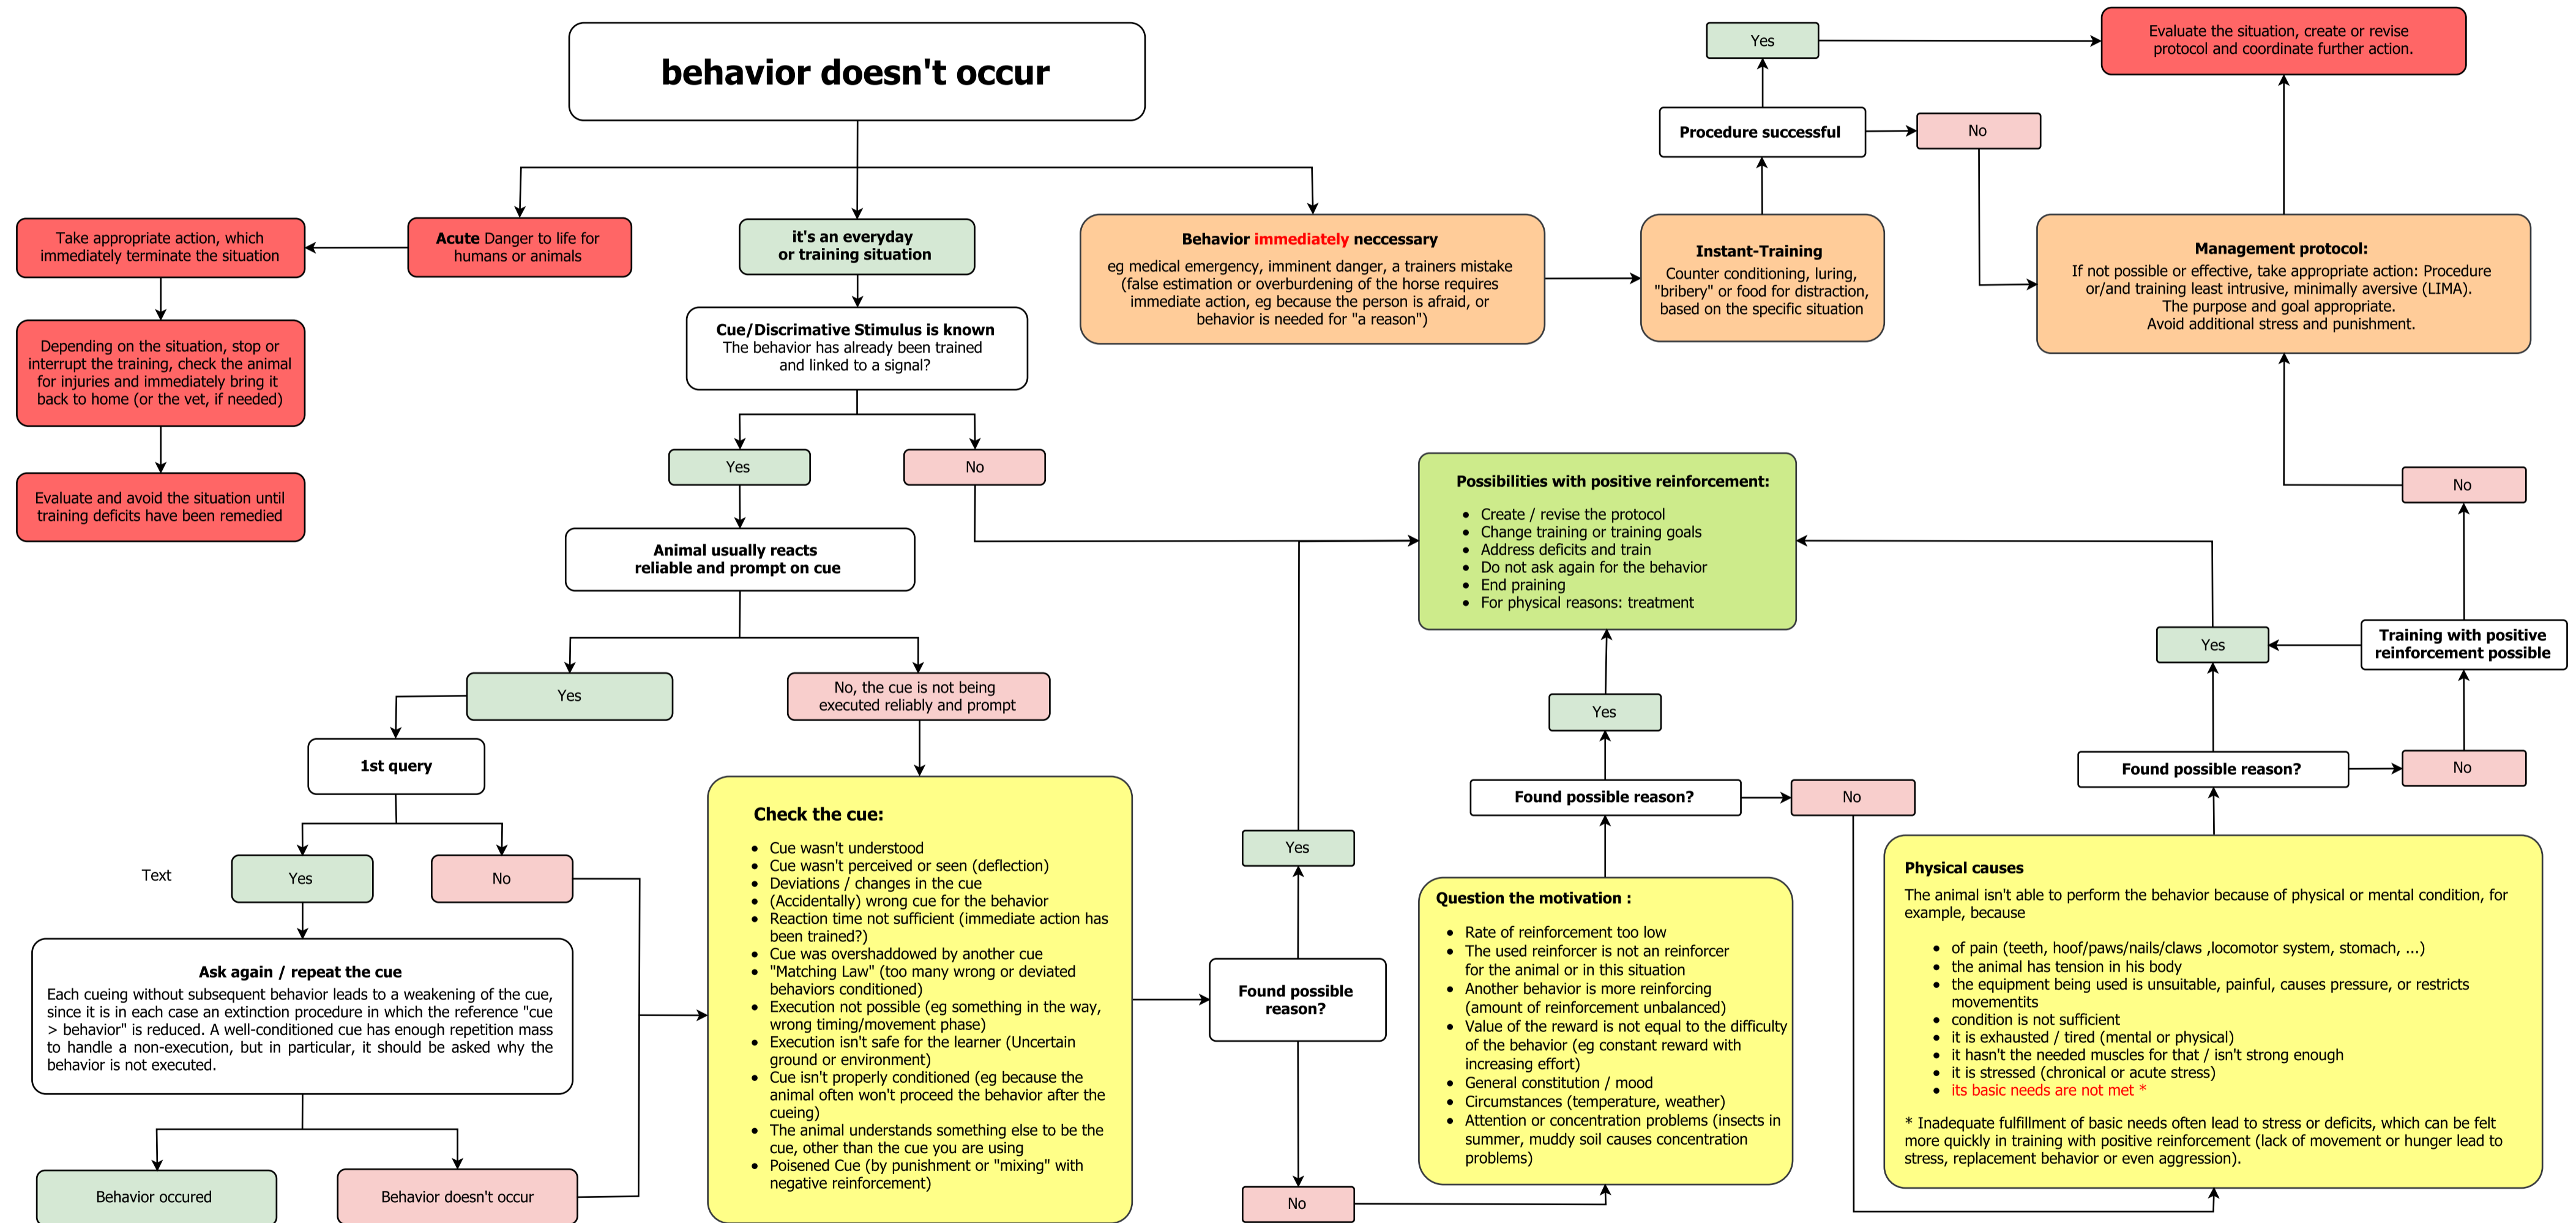 behavior doesn't occur
Yes
Evaluate the situation, create or revise
protocol and coordinate further action.
Procedure successful
No
Take appropriate action, which
immediately terminate the situation
Acute Danger to life for
humans or animals
it's an everyday
or training situation
Behavior immediately neccessary
eg medical emergency, imminent danger, a trainers mistake
(false estimation or overburdening of the horse requires
immediate action, eg because the person is afraid, or
behavior is needed for "a reason")
Instant-Training
Counter conditioning, luring,
"bribery" or food for distraction,
based on the specific situation
Management protocol:
If not possible or effective, take appropriate action: Procedure
or/and training least intrusive, minimally aversive (LIMA).
The purpose and goal appropriate.
Avoid additional stress and punishment.
Depending on the situation, stop or
interrupt the training, check the animal
for injuries and immediately bring it
back to home (or the vet, if needed)
Cue/Discrimative Stimulus is known
The behavior has already been trained
and linked to a signal?
Evaluate and avoid the situation until
training deficits have been remedied
Yes
No
Possibilities with positive reinforcement:
• Create / revise the protocol
• Change training or training goals
• Address deficits and train
• Do not ask again for the behavior
• End praining
• For physical reasons: treatment
No
Animal usually reacts
reliable and prompt on cue
Yes
Training with positive
reinforcement possible
Yes
No, the cue is not being
executed reliably and prompt
Yes
1st query
Found possible reason?
No
Found possible reason?
No
Text
Yes
No
Check the cue:
• Cue wasn't understood
• Cue wasn't perceived or seen (deflection)
• Deviations / changes in the cue
• (Accidentally) wrong cue for the behavior
• Reaction time not sufficient (immediate action has
been trained?)
• Cue was overshaddowed by another cue
• "Matching Law" (too many wrong or deviated
behaviors conditioned)
• Execution not possible (eg something in the way,
wrong timing/movement phase)
• Execution isn't safe for the learner (Uncertain
ground or environment)
• Cue isn't properly conditioned (eg because the
animal often won't proceed the behavior after the
cueing)
• The animal understands something else to be the
cue, other than the cue you are using
• Poisened Cue (by punishment or "mixing" with
negative reinforcement)
Yes
Found possible
reason?
No
Question the motivation :
• Rate of reinforcement too low
• The used reinforcer is not an reinforcer
for the animal or in this situation
• Another behavior is more reinforcing
(amount of reinforcement unbalanced)
• Value of the reward is not equal to the difficulty
of the behavior (eg constant reward with
increasing effort)
• General constitution / mood
• Circumstances (temperature, weather)
• Attention or concentration problems (insects in
summer, muddy soil causes concentration
problems)
Physical causes
The animal isn't able to perform the behavior because of physical or mental condition, for
example, because
• of pain (teeth, hoof/paws/nails/claws ,locomotor system, stomach, ...)
• the animal has tension in his body
• the equipment being used is unsuitable, painful, causes pressure, or restricts
movementits
• condition is not sufficient
• it is exhausted / tired (mental or physical)
• it hasn't the needed muscles for that / isn't strong enough
• it is stressed (chronical or acute stress)
• its basic needs are not met *
* Inadequate fulfillment of basic needs often lead to stress or deficits, which can be felt
more quickly in training with positive reinforcement (lack of movement or hunger lead to
stress, replacement behavior or even aggression).
Ask again / repeat the cue
Each cueing without subsequent behavior leads to a weakening of the cue,
since it is in each case an extinction procedure in which the reference "cue
> behavior" is reduced. A well-conditioned cue has enough repetition mass
to handle a non-execution, but in particular, it should be asked why the
behavior is not executed.
Behavior occured
Behavior doesn't occur